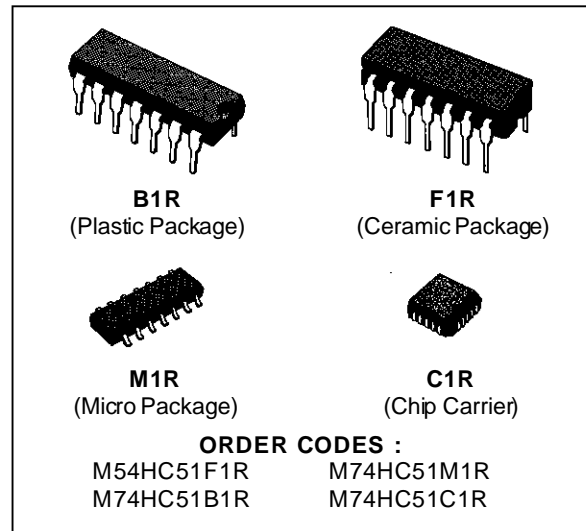 B1R
(Plastic Package)
F1R
(Ceramic Package)
M1R
(Micro Package)
C1R
(Chip Carrier)
ORDER CODES :
M54HC51F1R M74HC51M1R
M74HC51B1R M74HC51C1R